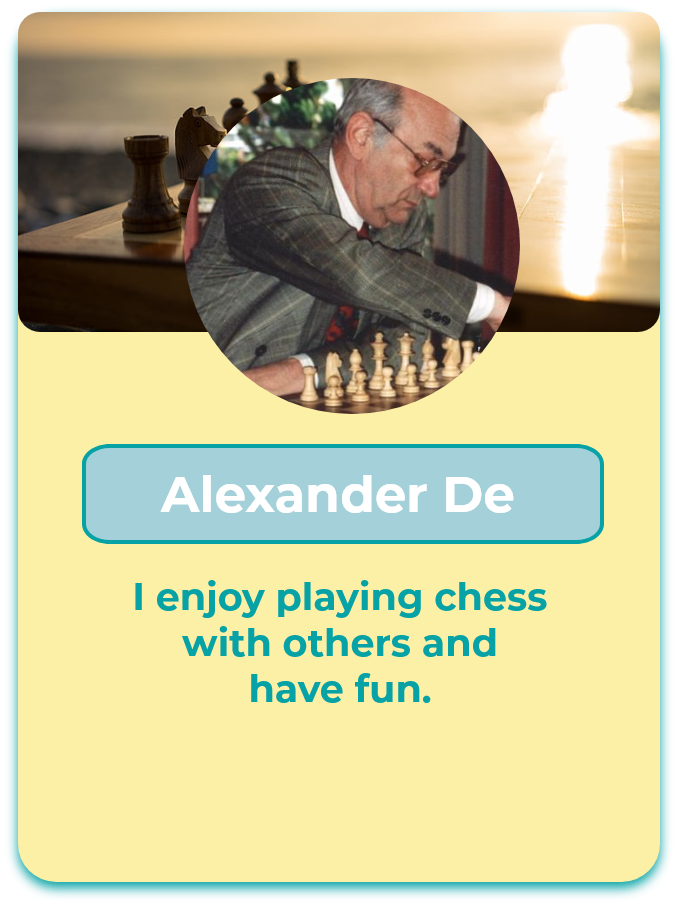 Alexander De
I enjoy playing chess
with others and
have fun.